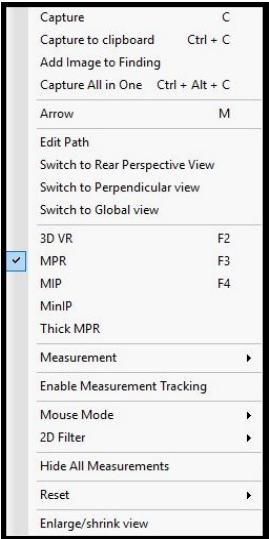 Capture C
Capture to clipboard Ctrl + C
Add Image to Finding
Capture All in One Ctrl + Alt + C
Arrow M
Edit Path
Switch to Rear Perspective View
Switch to Perpendicular view
Switch to Global view
3D VR F2
MPR F3
MIP F4
MinIP
Thick MPR
Measurement
Enable Measurement Tracking
Mouse Mode
2D Filter
Hide All Measurements
Reset
Enlarge/shrink view